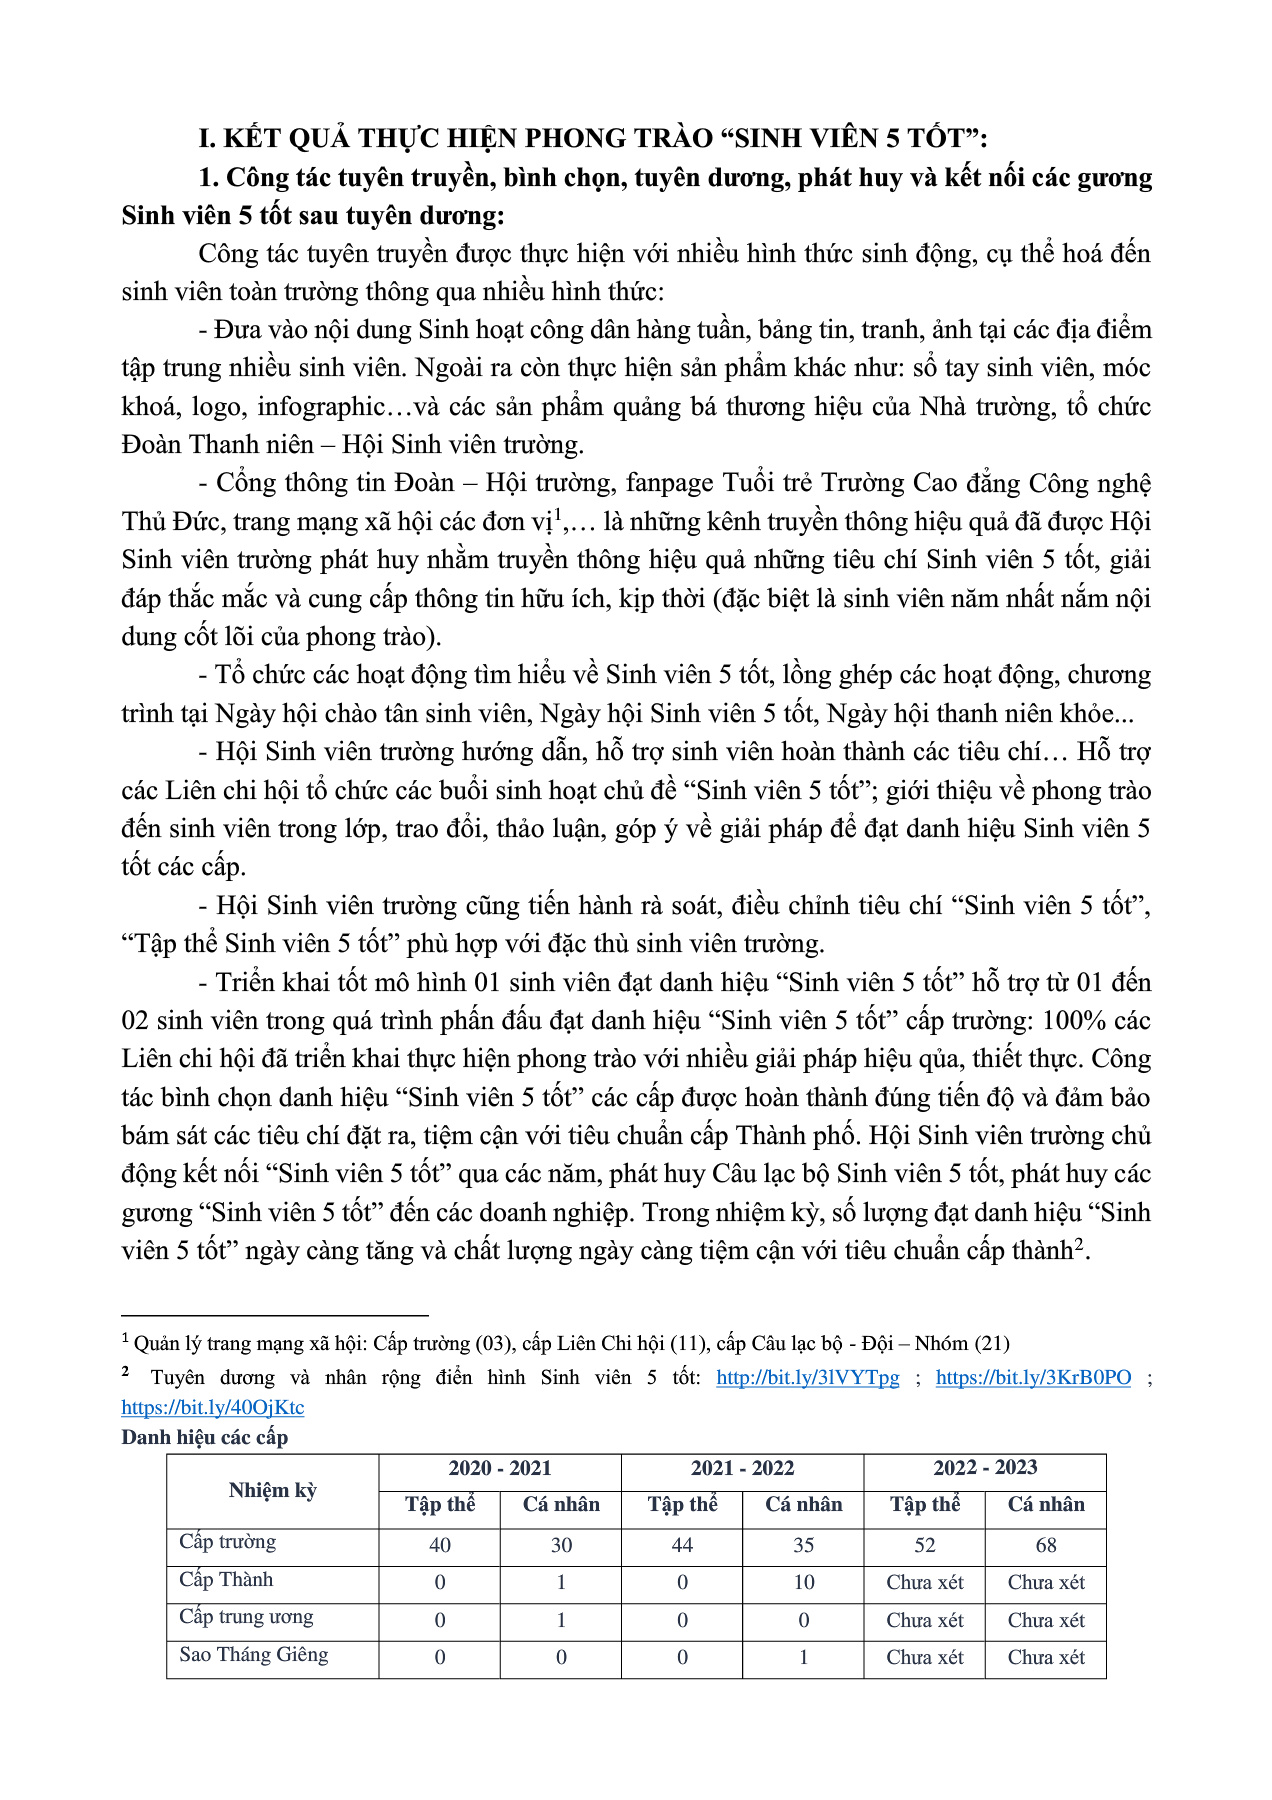 I. KẾT QUẢ THỰC HIỆN PHONG TRÀO “SINH VIÊN 5 TỐT”:
1. Công tác tuyên truyền, bình chọn, tuyên dương, phát huy và kết nối các gương
Sinh viên 5 tốt sau tuyên dương:
Công tác tuyên truyền được thực hiện với nhiều hình thức sinh động, cụ thể hoá đến
sinh viên toàn trường thông qua nhiều hình thức:
- Đưa vào nội dung Sinh hoạt công dân hàng tuần, bảng tin, tranh, ảnh tại các địa điểm
tập trung nhiều sinh viên. Ngoài ra còn thực hiện sản phẩm khác như: sổ tay sinh viên, móc
khoá, logo, infographic…và các sản phẩm quảng bá thương hiệu của Nhà trường, tổ chức
Đoàn Thanh niên – Hội Sinh viên trường.
- Cổng thông tin Đoàn – Hội trường, fanpage Tuổi trẻ Trường Cao đẳng Công nghệ
Thủ Đức, trang mạng xã hội các đơn vị¹,… là những kênh truyền thông hiệu quả đã được Hội
Sinh viên trường phát huy nhằm truyền thông hiệu quả những tiêu chí Sinh viên 5 tốt, giải
đáp thắc mắc và cung cấp thông tin hữu ích, kịp thời (đặc biệt là sinh viên năm nhất nắm nội
dung cốt lõi của phong trào).
- Tổ chức các hoạt động tìm hiểu về Sinh viên 5 tốt, lồng ghép các hoạt động, chương
trình tại Ngày hội chào tân sinh viên, Ngày hội Sinh viên 5 tốt, Ngày hội thanh niên khỏe...
- Hội Sinh viên trường hướng dẫn, hỗ trợ sinh viên hoàn thành các tiêu chí… Hỗ trợ
các Liên chi hội tổ chức các buổi sinh hoạt chủ đề “Sinh viên 5 tốt”; giới thiệu về phong trào
đến sinh viên trong lớp, trao đổi, thảo luận, góp ý về giải pháp để đạt danh hiệu Sinh viên 5
tốt các cấp.
- Hội Sinh viên trường cũng tiến hành rà soát, điều chỉnh tiêu chí “Sinh viên 5 tốt”,
“Tập thể Sinh viên 5 tốt” phù hợp với đặc thù sinh viên trường.
- Triển khai tốt mô hình 01 sinh viên đạt danh hiệu “Sinh viên 5 tốt” hỗ trợ từ 01 đến
02 sinh viên trong quá trình phấn đấu đạt danh hiệu “Sinh viên 5 tốt” cấp trường: 100% các
Liên chi hội đã triển khai thực hiện phong trào với nhiều giải pháp hiệu qủa, thiết thực. Công
tác bình chọn danh hiệu “Sinh viên 5 tốt” các cấp được hoàn thành đúng tiến độ và đảm bảo
bám sát các tiêu chí đặt ra, tiệm cận với tiêu chuẩn cấp Thành phố. Hội Sinh viên trường chủ
động kết nối “Sinh viên 5 tốt” qua các năm, phát huy Câu lạc bộ Sinh viên 5 tốt, phát huy các
gương “Sinh viên 5 tốt” đến các doanh nghiệp. Trong nhiệm kỳ, số lượng đạt danh hiệu “Sinh
viên 5 tốt” ngày càng tăng và chất lượng ngày càng tiệm cận với tiêu chuẩn cấp thành².
¹ Quản lý trang mạng xã hội: Cấp trường (03), cấp Liên Chi hội (11), cấp Câu lạc bộ - Đội – Nhóm (21)
² Tuyên dương và nhân rộng điển hình Sinh viên 5 tốt: http://bit.ly/3lVYTpg ; https://bit.ly/3KrB0PO ;
https://bit.ly/40OjKtc
Danh hiệu các cấp
Nhiệm kỳ 2020 - 2021 2021 - 2022 2022 - 2023
Tập thể Cá nhân Tập thể Cá nhân Tập thể Cá nhân
Cấp trường 40 30 44 35 52 68
Cấp Thành 0 1 0 10 Chưa xét Chưa xét
Cấp trung ương 0 1 0 0 Chưa xét Chưa xét
Sao Tháng Giêng 0 0 0 1 Chưa xét Chưa xét